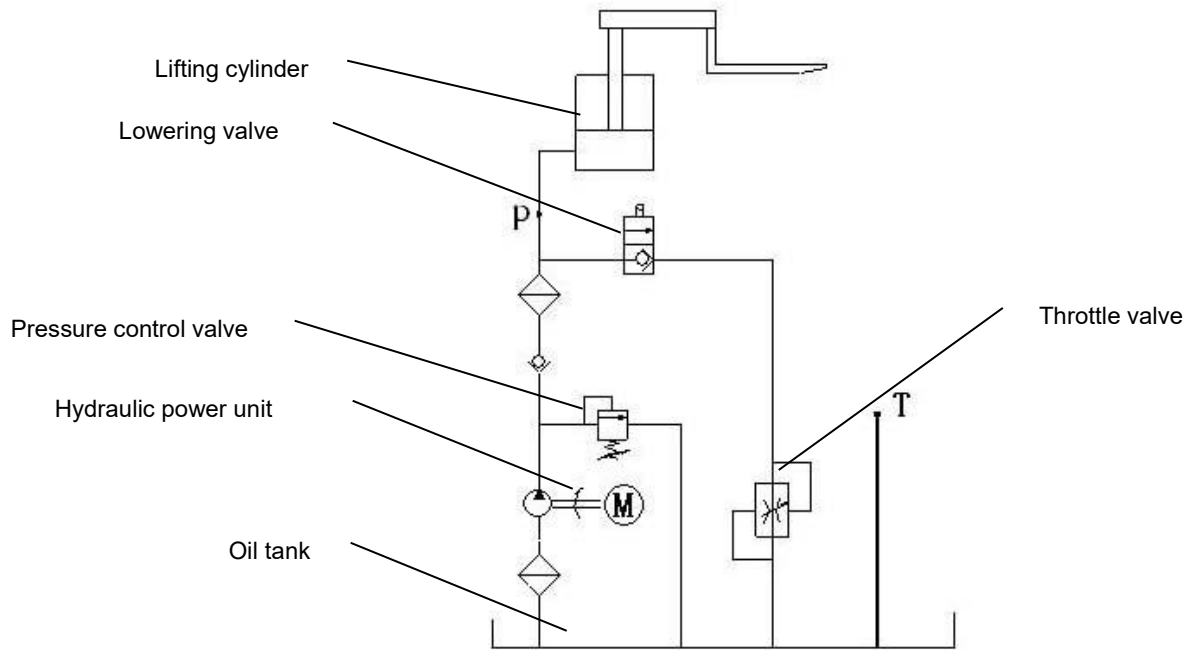 Lifting cylinder
Lowering valve
P
Pressure control valve
Throttle valve
Hydraulic power unit
T
M
Oil tank